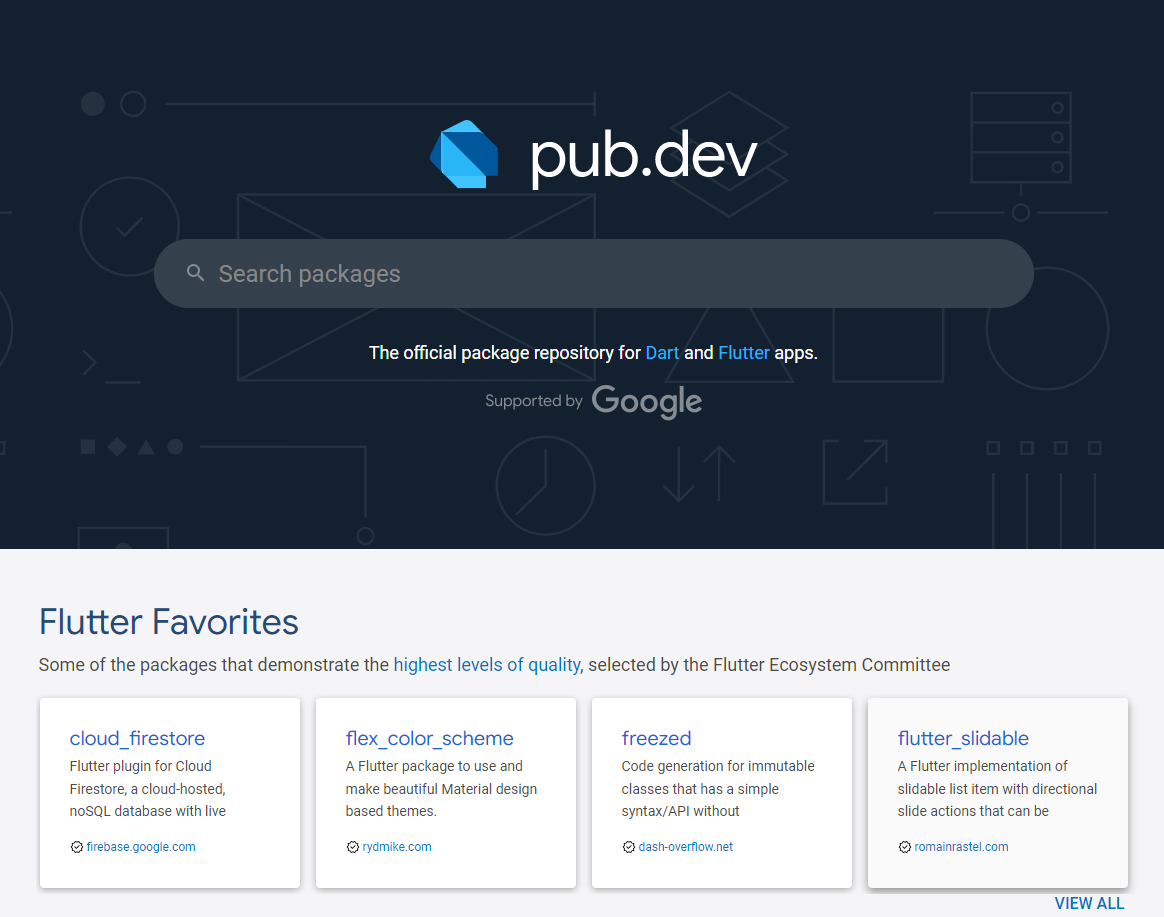 pub.dev
Search packages
The official package repository for Dart and Flutter apps.
Supported by Google
Flutter Favorites
Some of the packages that demonstrate the highest levels of quality, selected by the Flutter Ecosystem Committee
cloud_firestore
Flutter plugin for Cloud
Firestore, a cloud-hosted,
noSQL database with live
firebase.google.com
flex_color_scheme
A Flutter package to use and
make beautiful Material design
based themes.
rydmike.com
freezed
Code generation for immutable
classes that has a simple
syntax/API without
dash-overflow.net
flutter_slidable
A Flutter implementation of
slidable list item with directional
slide actions that can be
romainrastel.com
VIEW ALL